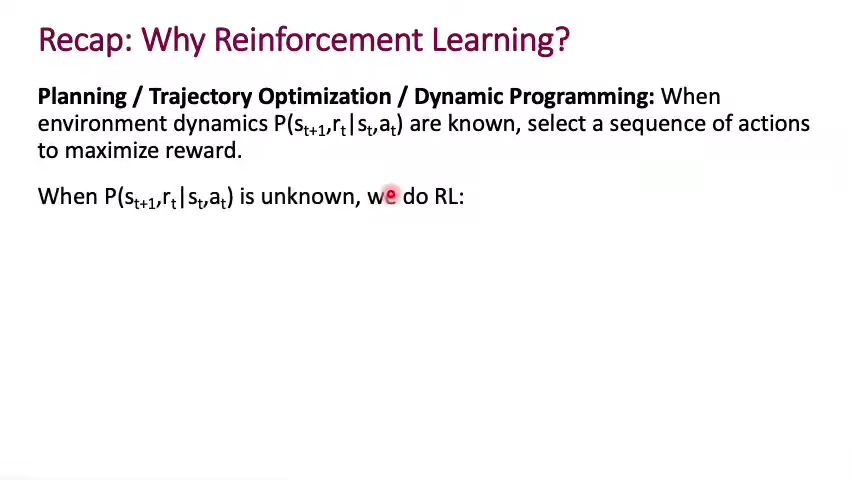 Recap: Why Reinforcement Learning?
Planning / Trajectory Optimization / Dynamic Programming: When
environment dynamics P(sₜ₊₁,rₜ|sₜ,aₜ) are known, select a sequence of actions
to maximize reward.
When P(sₜ₊₁,rₜ|sₜ,aₜ) is unknown, we do RL: